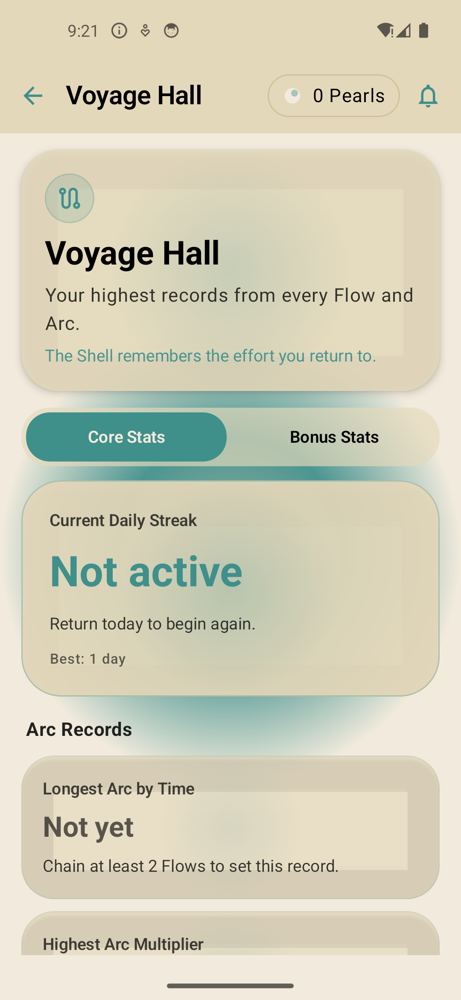 9:21
Voyage Hall
0 Pearls
Voyage Hall
Your highest records from every Flow and
Arc.
The Shell remembers the effort you return to.
Core Stats
Bonus Stats
Current Daily Streak
Not active
Return today to begin again.
Best: 1 day
Arc Records
Longest Arc by Time
Not yet
Chain at least 2 Flows to set this record.
Highest Arc Multiplier